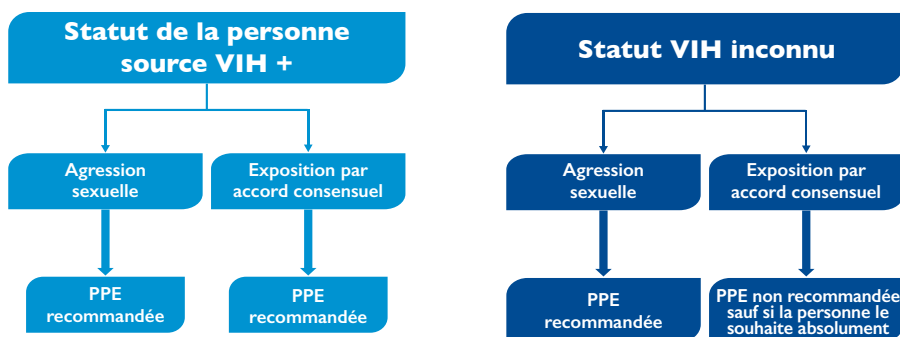 Statut de la personne
source VIH +
Agression
sexuelle
Exposition par
accord consensuel
PPE
recommandée
PPE
recommandée
Statut VIH inconnu
Agression
sexuelle
Exposition par
accord consensuel
PPE
recommandée
PPE non recommandée
sauf si la personne le
souhaite absolument